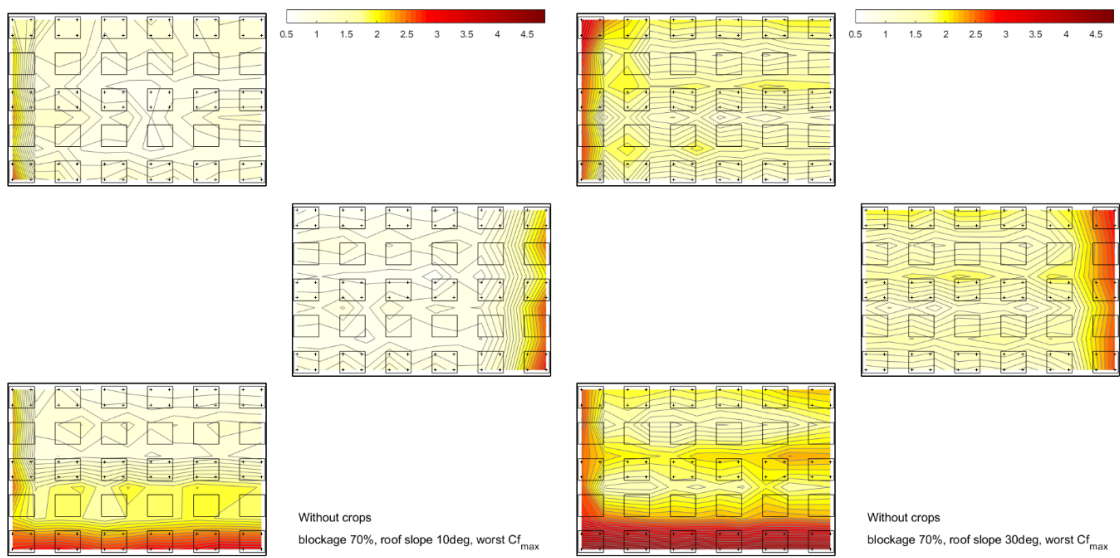 0.5 1 1.5 2 2.5 3 3.5 4 4.5
0.5 1 1.5 2 2.5 3 3.5 4 4.5
Without crops
blockage 70%, roof slope 10deg, worst Cf_max
Without crops
blockage 70%, roof slope 30deg, worst Cf_max